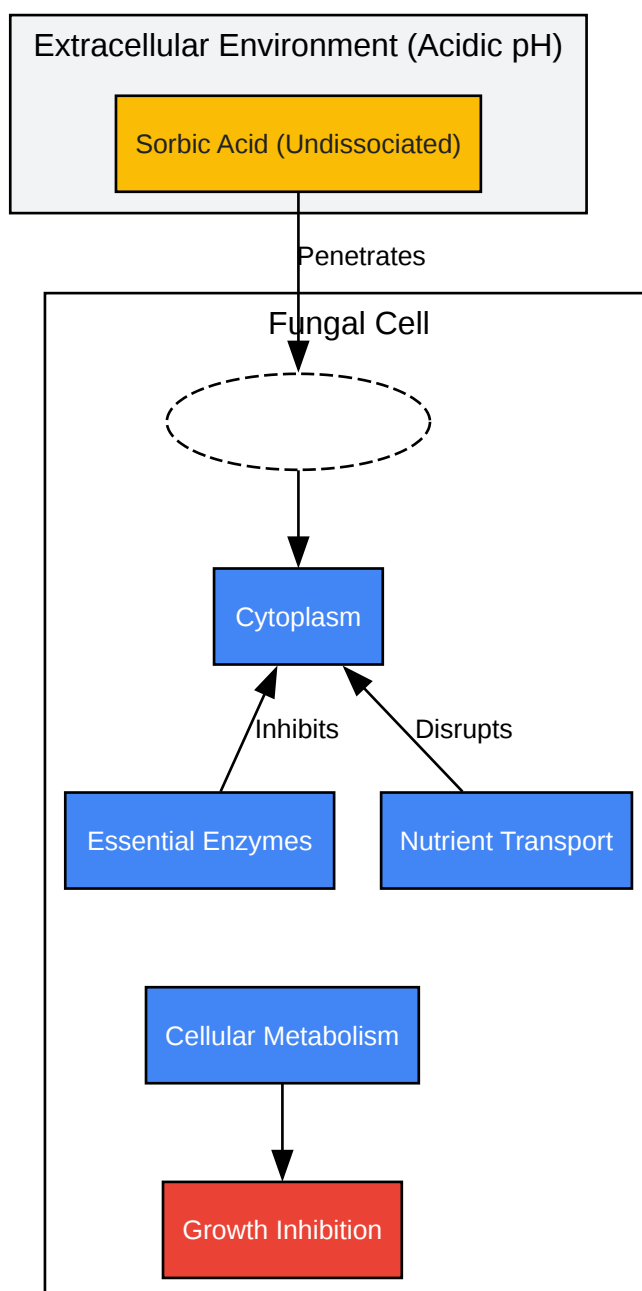 Extracellular Environment (Acidic pH)
Sorbic Acid (Undissociated)
Penetrates
Fungal Cell
Cytoplasm
Inhibits
Disrupts
Essential Enzymes
Nutrient Transport
Cellular Metabolism
Growth Inhibition